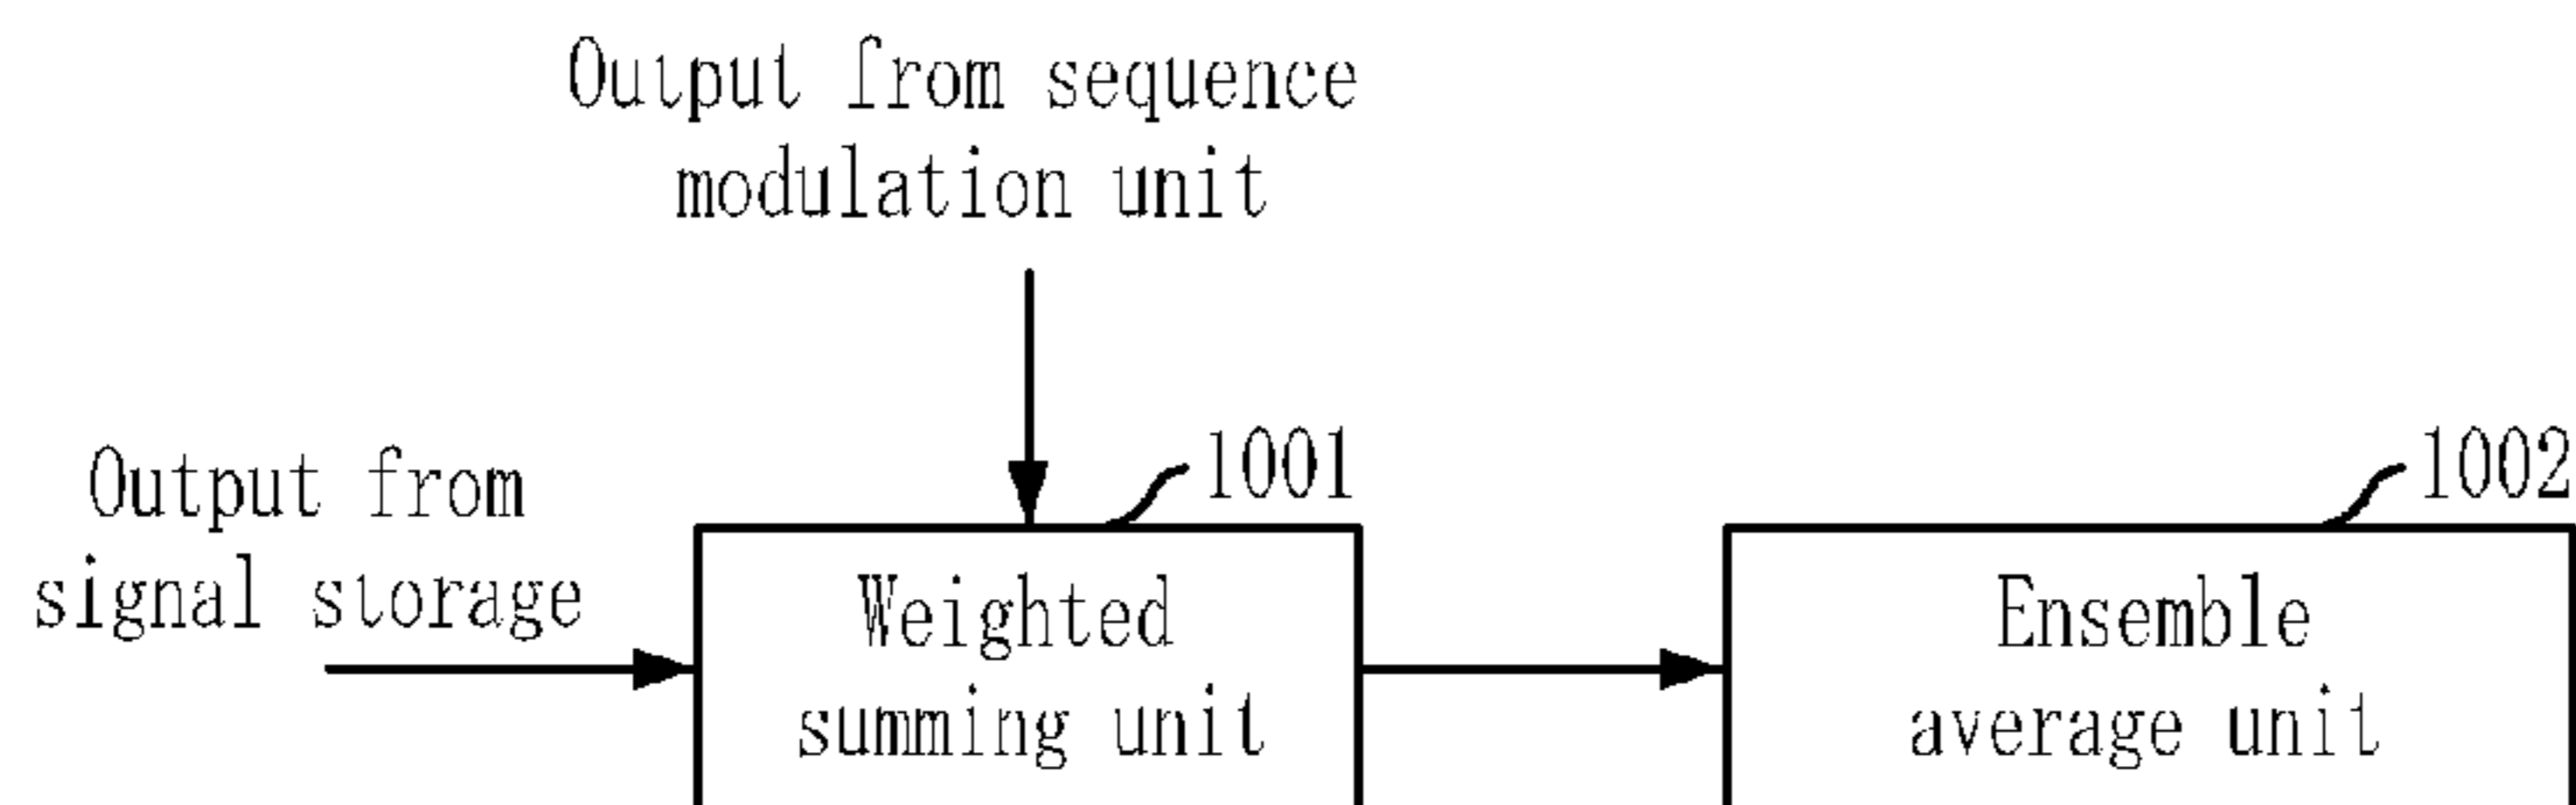 Output from sequence
modulation unit
Output from
signal storage
1001
Weighted
summing unit
1002
Ensemble
average unit